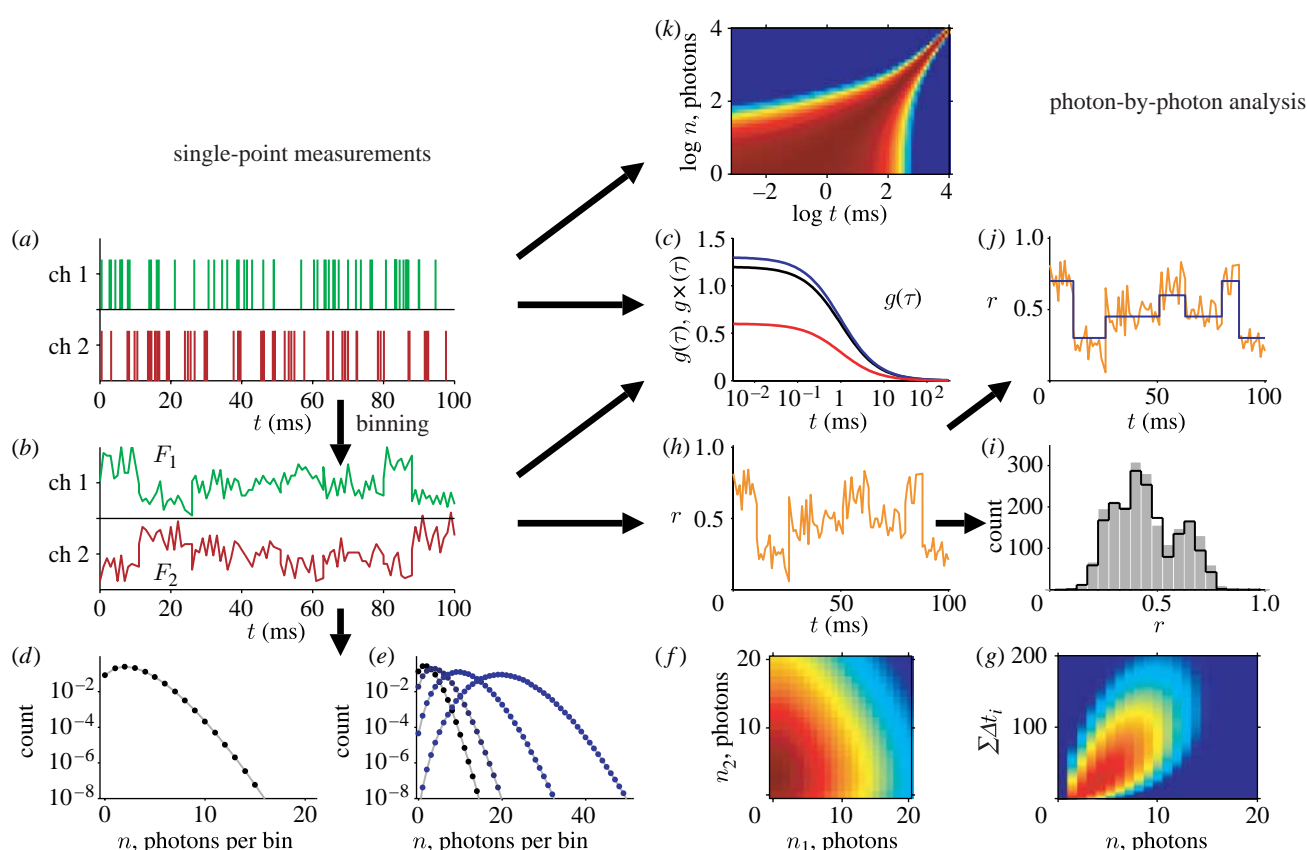 single-point measurements
photon-by-photon analysis
(k)
4
2
0
log n, photons
−2 0 2 4
log t (ms)
(a)
ch 1
ch 2
0 20 40 60 80 100
t (ms)
binning
(b)
ch 1
F1
ch 2
F2
0 20 40 60 80 100
t (ms)
(c)
1.5
1.0
0.5
0
g(τ), g×(τ)
g(τ)
10−2 10−1 1 10 102
t (ms)
(j)
1.0
r 0.5
0
50 100
t (ms)
(h)
1.0
r 0.5
0
50 100
t (ms)
(i)
300
200
100
0
count
0.5 1.0
r
(d)
10−2
10−4
10−6
10−8
count
0 10 20
n, photons per bin
(e)
10−2
10−4
10−6
10−8
count
0 20 40
n, photons per bin
(f)
20
10
0
n2, photons
10 20
n1, photons
(g)
200
100
0
ΣΔti
10 20
n, photons